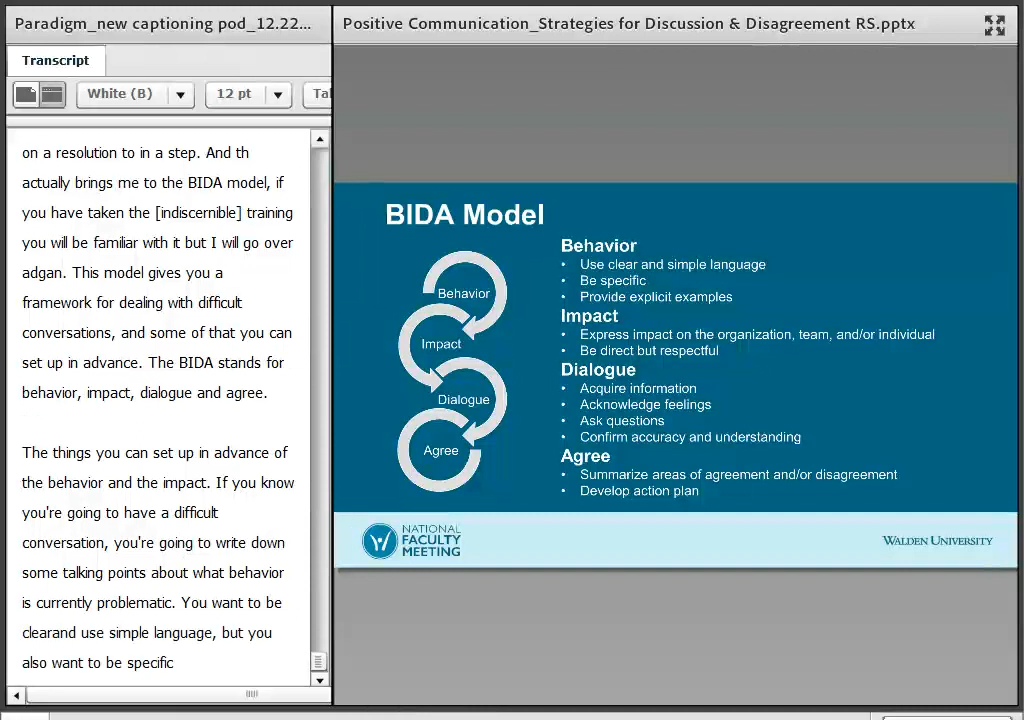 Paradigm_new captioning pod_12.22...
Transcript
White (B)
12 pt
Tal
on a resolution to in a step. And th
actually brings me to the BIDA model, if
you have taken the [indiscernible] training
you will be familiar with it but I will go over
adgan. This model gives you a
framework for dealing with difficult
conversations, and some of that you can
set up in advance. The BIDA stands for
behavior, impact, dialogue and agree.
The things you can set up in advance of
the behavior and the impact. If you know
you're going to have a difficult
conversation, you're going to write down
some talking points about what behavior
is currently problematic. You want to be
clearand use simple language, but you
also want to be specific
Positive Communication_Strategies for Discussion & Disagreement RS.pptx
BIDA Model
Behavior
Impact
Dialogue
Agree
Behavior
• Use clear and simple language
• Be specific
• Provide explicit examples
Impact
• Express impact on the organization, team, and/or individual
• Be direct but respectful
Dialogue
• Acquire information
• Acknowledge feelings
• Ask questions
• Confirm accuracy and understanding
Agree
• Summarize areas of agreement and/or disagreement
• Develop action plan
NATIONAL
FACULTY
MEETING
WALDEN UNIVERSITY